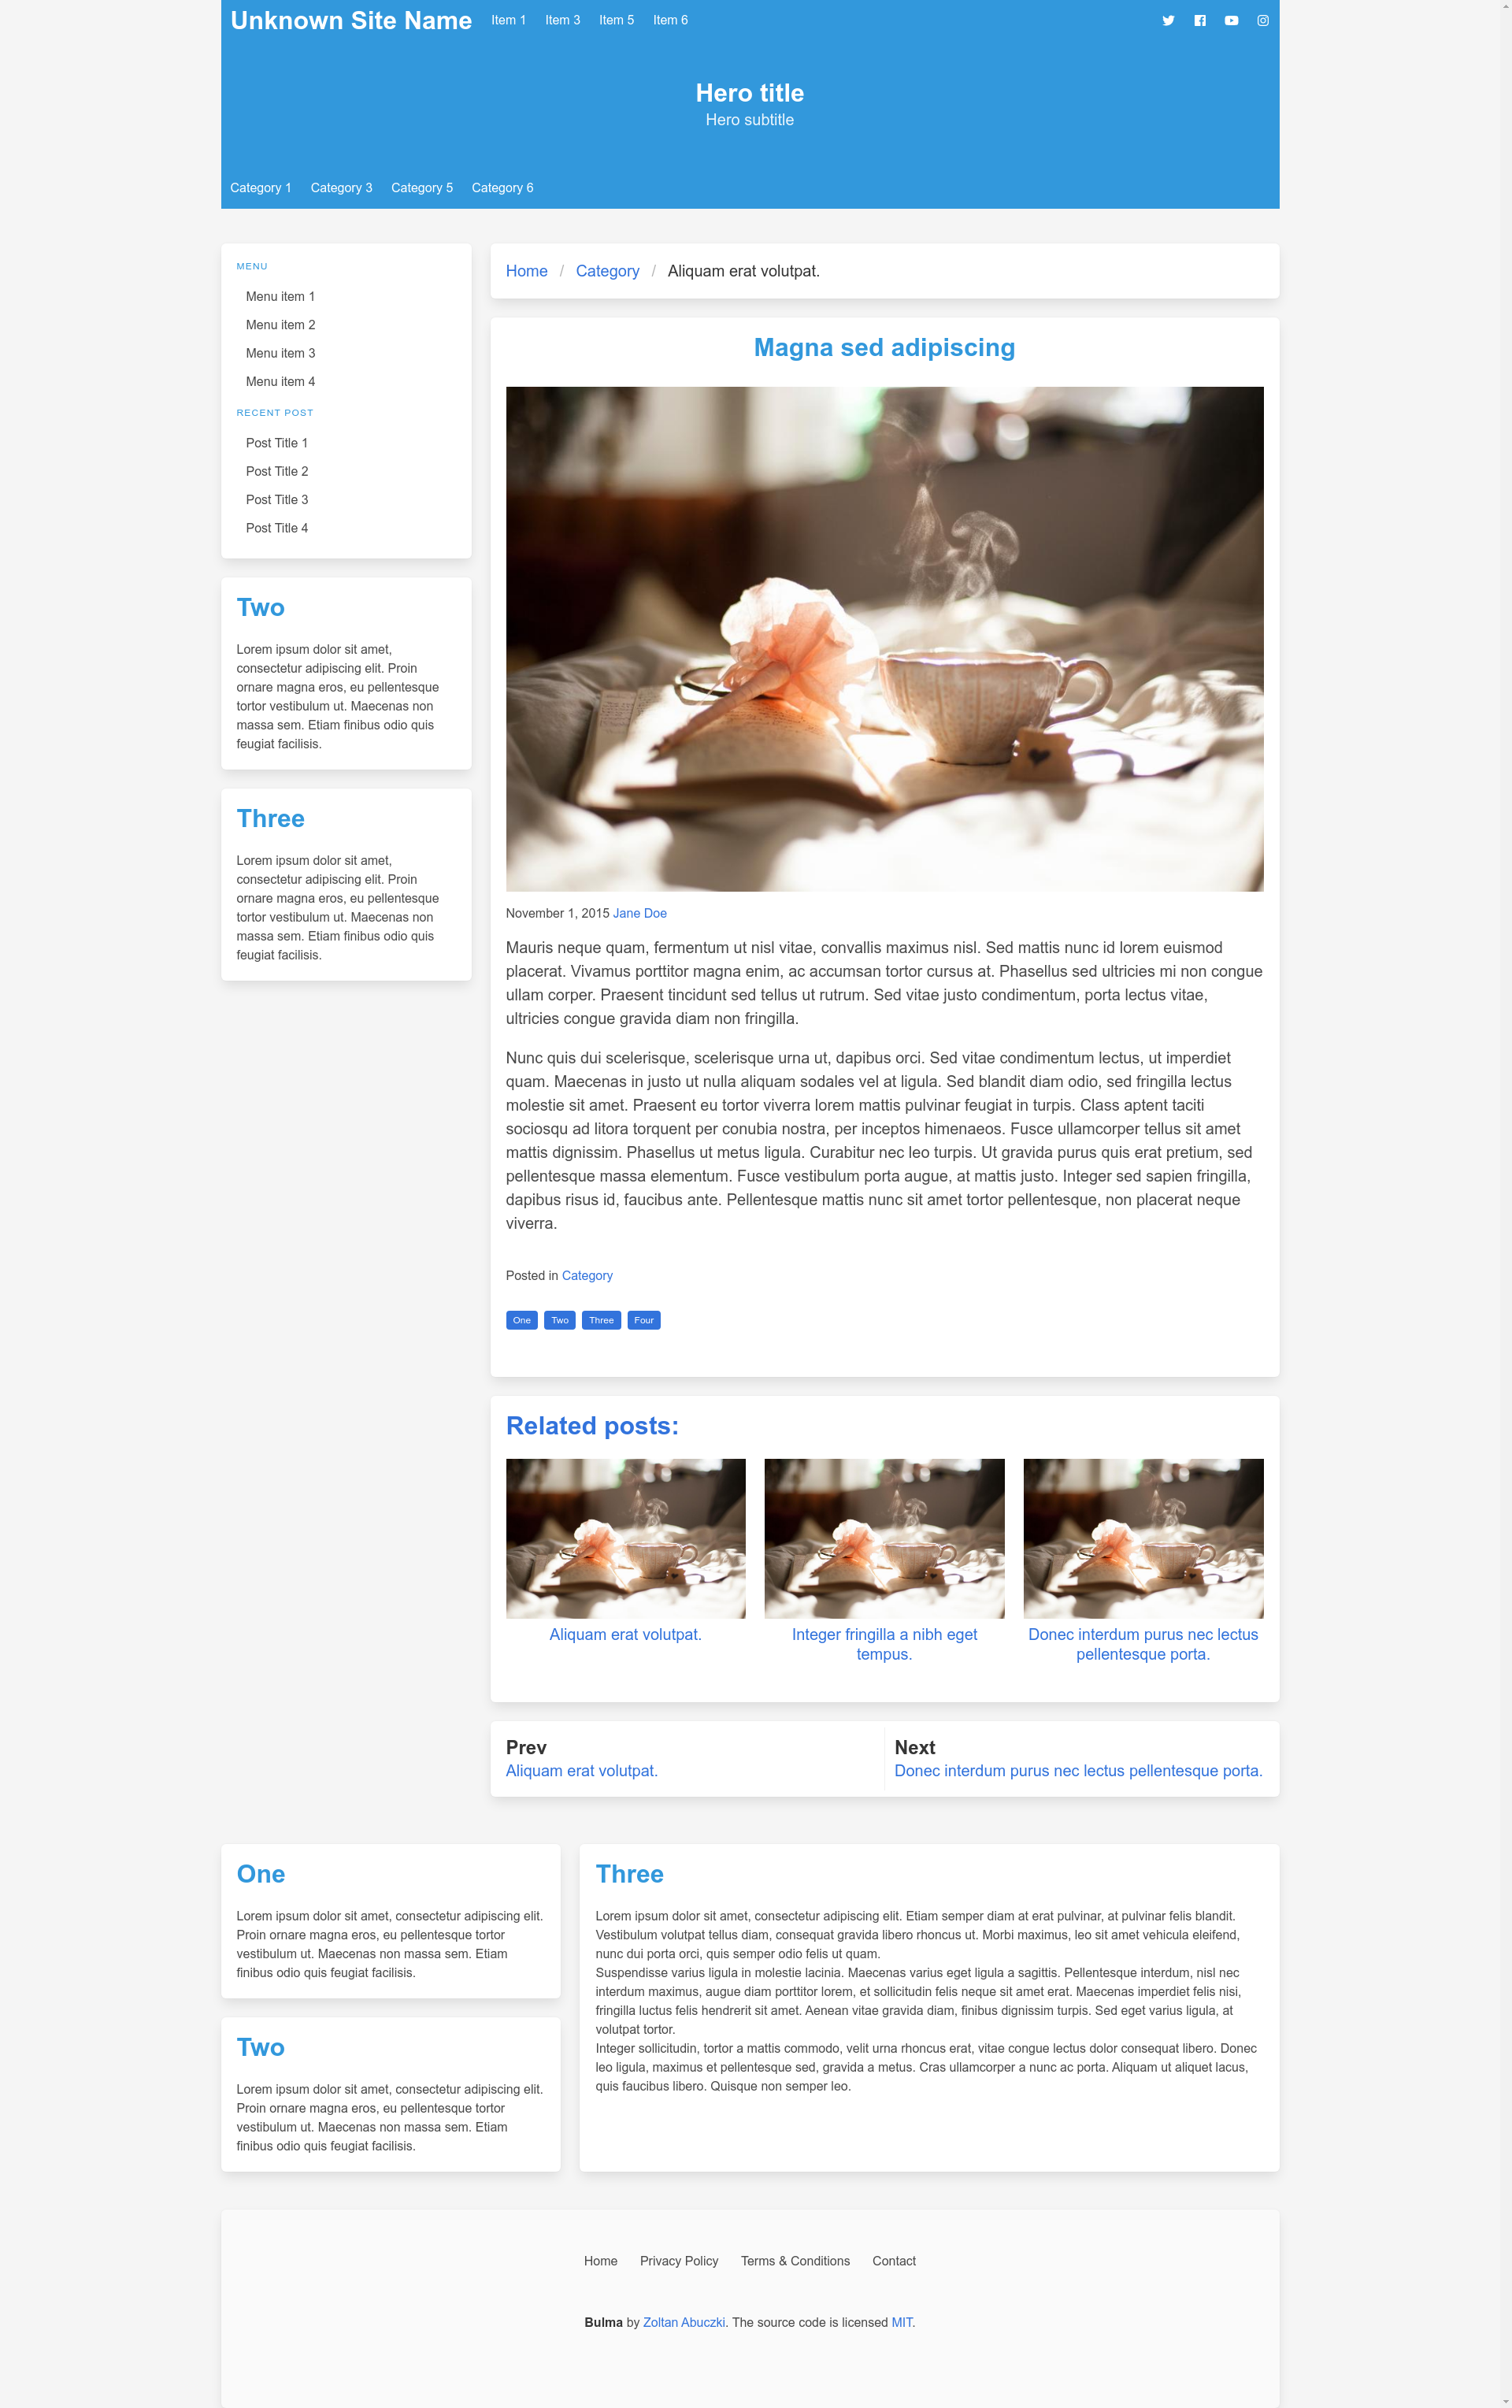 Unknown Site Name Item 1 Item 3 Item 5 Item 6
Hero title
Hero subtitle
Category 1 Category 3 Category 5 Category 6
MENU
Menu item 1
Menu item 2
Menu item 3
Menu item 4
RECENT POST
Post Title 1
Post Title 2
Post Title 3
Post Title 4
Two
Lorem ipsum dolor sit amet,
consectetur adipiscing elit. Proin
ornare magna eros, eu pellentesque
tortor vestibulum ut. Maecenas non
massa sem. Etiam finibus odio quis
feugiat facilisis.
Three
Lorem ipsum dolor sit amet,
consectetur adipiscing elit. Proin
ornare magna eros, eu pellentesque
tortor vestibulum ut. Maecenas non
massa sem. Etiam finibus odio quis
feugiat facilisis.
Home / Category / Aliquam erat volutpat.
Magna sed adipiscing
November 1, 2015 Jane Doe
Mauris neque quam, fermentum ut nisl vitae, convallis maximus nisl. Sed mattis nunc id lorem euismod
placerat. Vivamus porttitor magna enim, ac accumsan tortor cursus at. Phasellus sed ultricies mi non congue
ullam corper. Praesent tincidunt sed tellus ut rutrum. Sed vitae justo condimentum, porta lectus vitae,
ultricies congue gravida diam non fringilla.
Nunc quis dui scelerisque, scelerisque urna ut, dapibus orci. Sed vitae condimentum lectus, ut imperdiet
quam. Maecenas in justo ut nulla aliquam sodales vel at ligula. Sed blandit diam odio, sed fringilla lectus
molestie sit amet. Praesent eu tortor viverra lorem mattis pulvinar feugiat in turpis. Class aptent taciti
sociosqu ad litora torquent per conubia nostra, per inceptos himenaeos. Fusce ullamcorper tellus sit amet
mattis dignissim. Phasellus ut metus ligula. Curabitur nec leo turpis. Ut gravida purus quis erat pretium, sed
pellentesque massa elementum. Fusce vestibulum porta augue, at mattis justo. Integer sed sapien fringilla,
dapibus risus id, faucibus ante. Pellentesque mattis nunc sit amet tortor pellentesque, non placerat neque
viverra.
Posted in Category
One Two Three Four
Related posts:
Aliquam erat volutpat.
Integer fringilla a nibh eget
tempus.
Donec interdum purus nec lectus
pellentesque porta.
Prev
Aliquam erat volutpat.
Next
Donec interdum purus nec lectus pellentesque porta.
One
Lorem ipsum dolor sit amet, consectetur adipiscing elit.
Proin ornare magna eros, eu pellentesque tortor
vestibulum ut. Maecenas non massa sem. Etiam
finibus odio quis feugiat facilisis.
Two
Lorem ipsum dolor sit amet, consectetur adipiscing elit.
Proin ornare magna eros, eu pellentesque tortor
vestibulum ut. Maecenas non massa sem. Etiam
finibus odio quis feugiat facilisis.
Three
Lorem ipsum dolor sit amet, consectetur adipiscing elit. Etiam semper diam at erat pulvinar, at pulvinar felis blandit.
Vestibulum volutpat tellus diam, consequat gravida libero rhoncus ut. Morbi maximus, leo sit amet vehicula eleifend,
nunc dui porta orci, quis semper odio felis ut quam.
Suspendisse varius ligula in molestie lacinia. Maecenas varius eget ligula a sagittis. Pellentesque interdum, nisl nec
interdum maximus, augue diam porttitor lorem, et sollicitudin felis neque sit amet erat. Maecenas imperdiet felis nisi,
fringilla luctus felis hendrerit sit amet. Aenean vitae gravida diam, finibus dignissim turpis. Sed eget varius ligula, at
volutpat tortor.
Integer sollicitudin, tortor a mattis commodo, velit urna rhoncus erat, vitae congue lectus dolor consequat libero. Donec
leo ligula, maximus et pellentesque sed, gravida a metus. Cras ullamcorper a nunc ac porta. Aliquam ut aliquet lacus,
quis faucibus libero. Quisque non semper leo.
Home Privacy Policy Terms & Conditions Contact
Bulma by Zoltan Abuczki. The source code is licensed MIT.